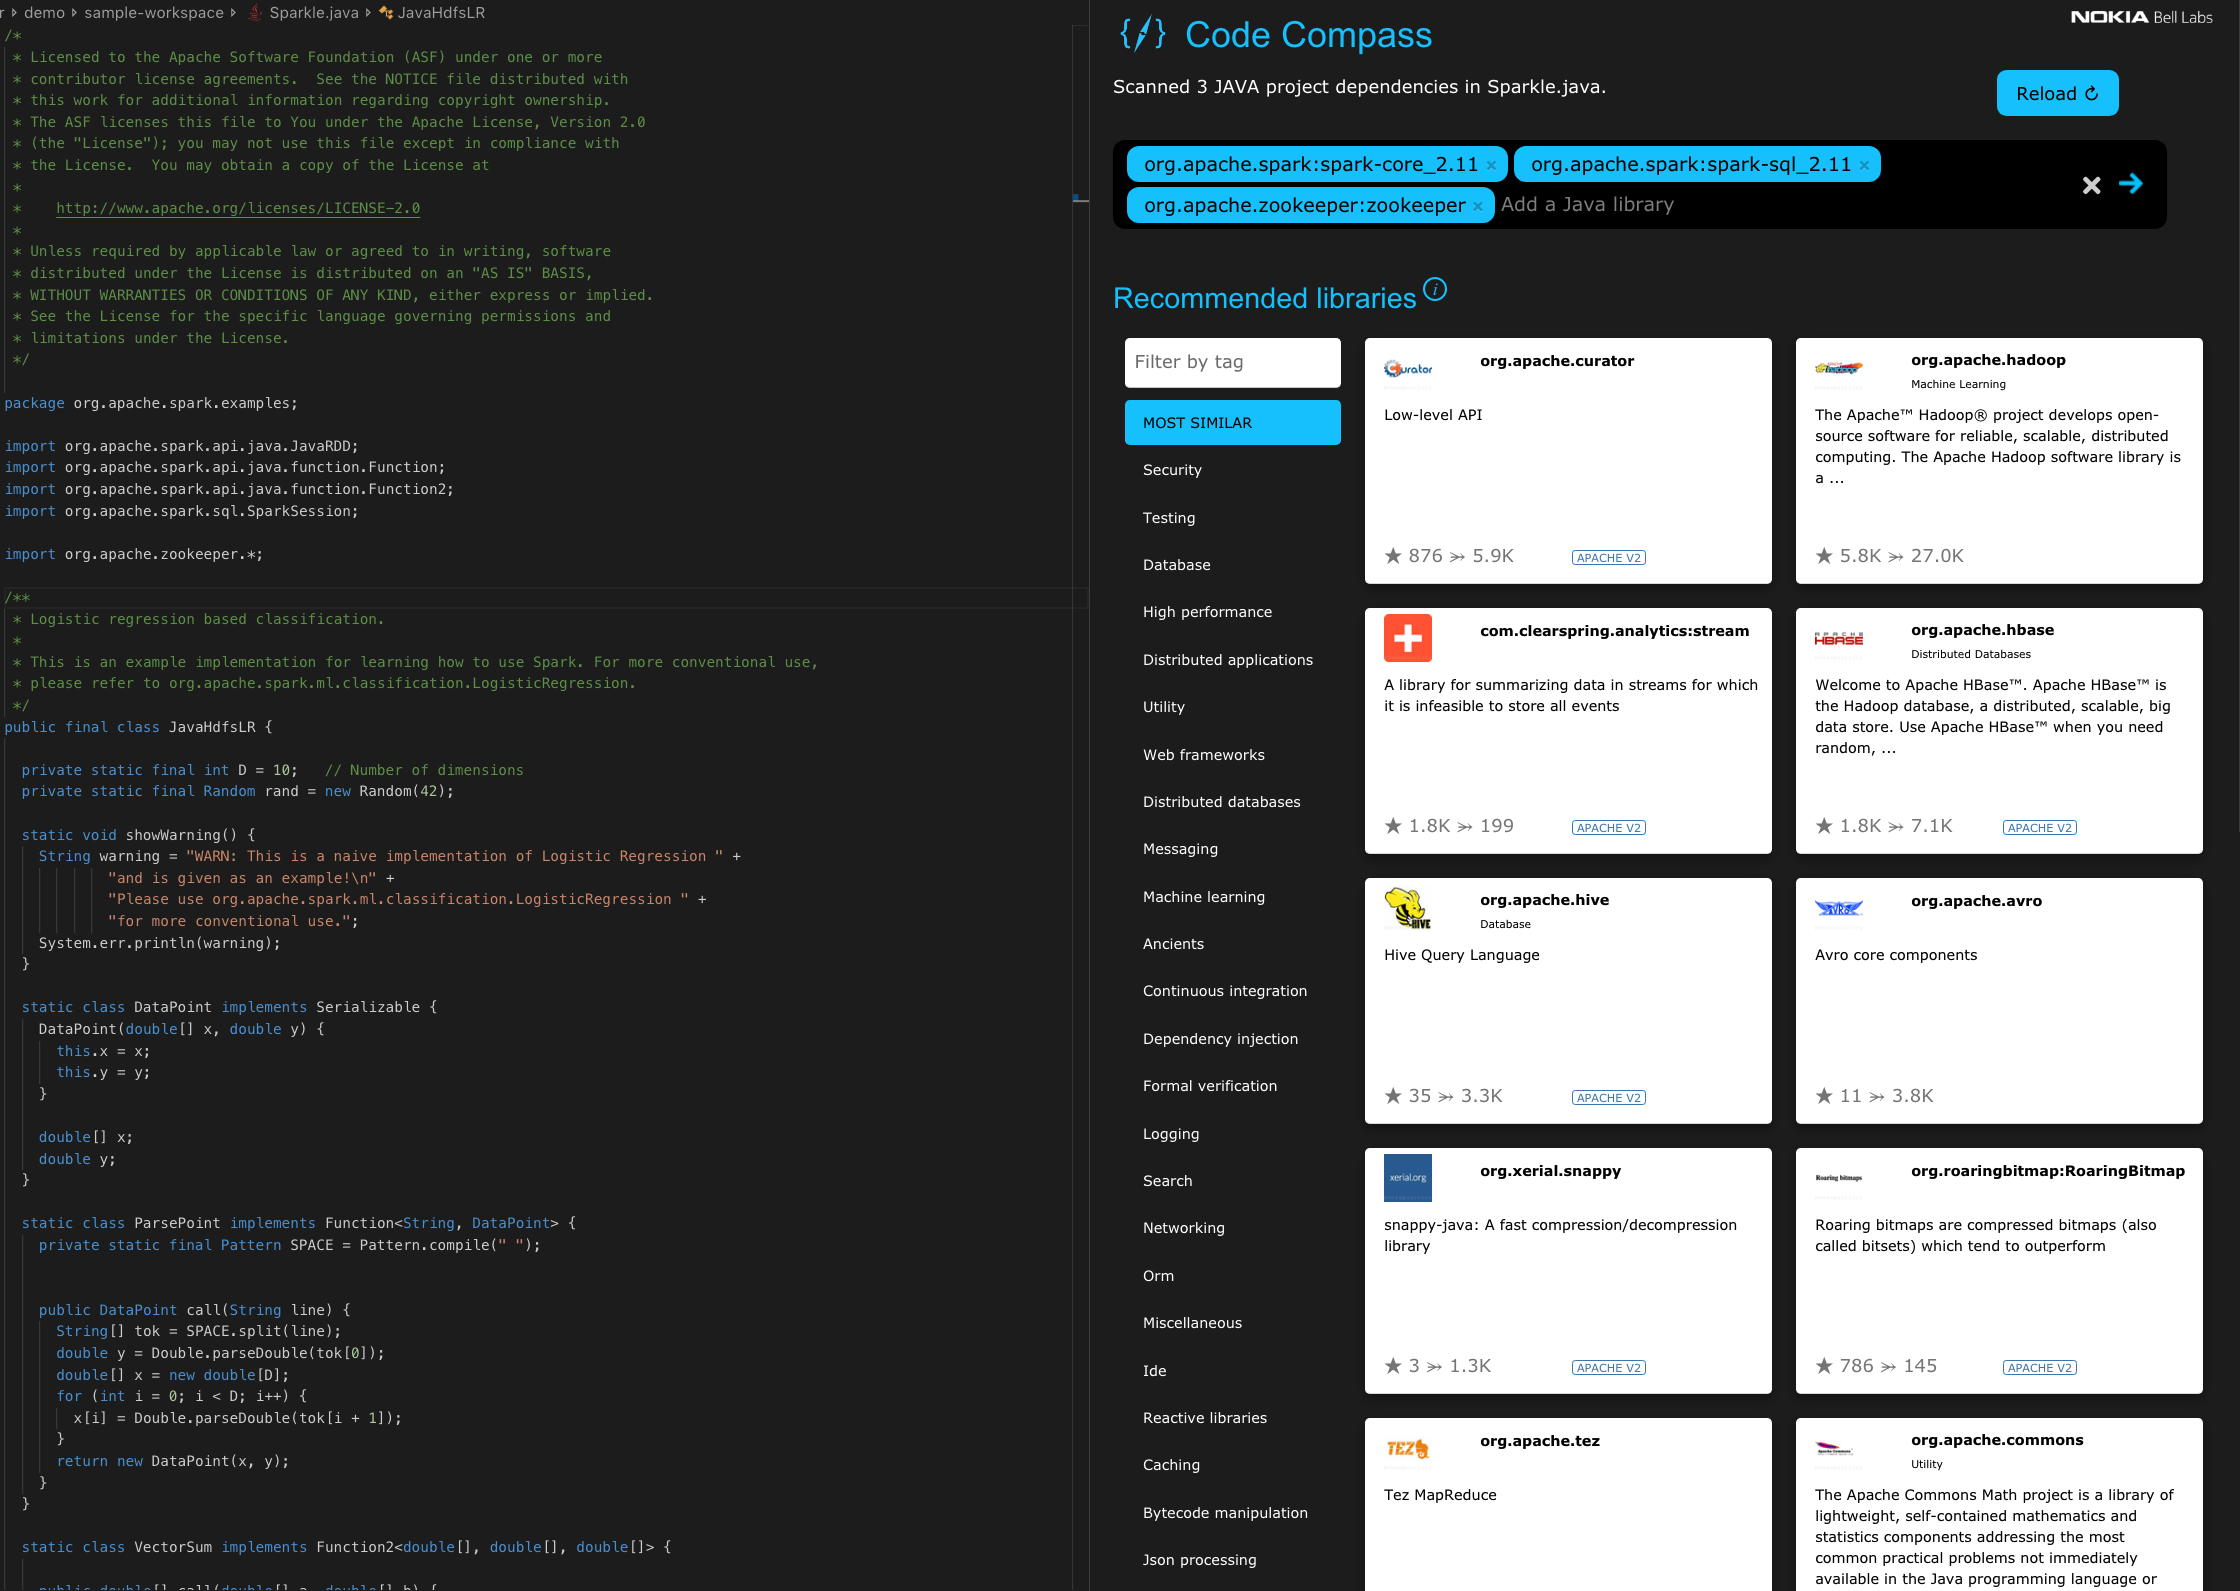 r demo sample-workspace Sparkle.java JavaHdfsLR
/*
* Licensed to the Apache Software Foundation (ASF) under one or more
* contributor license agreements.  See the NOTICE file distributed with
* this work for additional information regarding copyright ownership.
* The ASF licenses this file to You under the Apache License, Version 2.0
* (the "License"); you may not use this file except in compliance with
* the License.  You may obtain a copy of the License at
*
*    http://www.apache.org/licenses/LICENSE-2.0
*
* Unless required by applicable law or agreed to in writing, software
* distributed under the License is distributed on an "AS IS" BASIS,
* WITHOUT WARRANTIES OR CONDITIONS OF ANY KIND, either express or implied.
* See the License for the specific language governing permissions and
* limitations under the License.
*/
package org.apache.spark.examples;
import org.apache.spark.api.java.JavaRDD;
import org.apache.spark.api.java.function.Function;
import org.apache.spark.api.java.function.Function2;
import org.apache.spark.sql.SparkSession;
import org.apache.zookeeper.*;
/**
* Logistic regression based classification.
*
* This is an example implementation for learning how to use Spark. For more conventional use,
* please refer to org.apache.spark.ml.classification.LogisticRegression.
*/
public final class JavaHdfsLR {
private static final int D = 10;   // Number of dimensions
private static final Random rand = new Random(42);
static void showWarning() {
String warning = "WARN: This is a naive implementation of Logistic Regression " +
"and is given as an example!\n" +
"Please use org.apache.spark.ml.classification.LogisticRegression " +
"for more conventional use.";
System.err.println(warning);
}
static class DataPoint implements Serializable {
DataPoint(double[] x, double y) {
this.x = x;
this.y = y;
}
double[] x;
double y;
}
static class ParsePoint implements Function<String, DataPoint> {
private static final Pattern SPACE = Pattern.compile(" ");
public DataPoint call(String line) {
String[] tok = SPACE.split(line);
double y = Double.parseDouble(tok[0]);
double[] x = new double[D];
for (int i = 0; i < D; i++) {
x[i] = Double.parseDouble(tok[i + 1]);
}
return new DataPoint(x, y);
}
}
static class VectorSum implements Function2<double[], double[], double[]> {
public double[] call(double[] a, double[] b) {
NOKIA Bell Labs
Code Compass
Scanned 3 JAVA project dependencies in Sparkle.java.
Reload
org.apache.spark:spark-core_2.11 × org.apache.spark:spark-sql_2.11 ×
org.apache.zookeeper:zookeeper × Add a Java library
Recommended libraries
Filter by tag
MOST SIMILAR
Security
Testing
Database
High performance
Distributed applications
Utility
Web frameworks
Distributed databases
Messaging
Machine learning
Ancients
Continuous integration
Dependency injection
Formal verification
Logging
Search
Networking
Orm
Miscellaneous
Ide
Reactive libraries
Caching
Bytecode manipulation
Json processing
Curator
org.apache.curator
Low-level API
★ 876 ⤖ 5.9K APACHE V2
hadoop
org.apache.hadoop
Machine Learning
The Apache™ Hadoop® project develops open-
source software for reliable, scalable, distributed
computing. The Apache Hadoop software library is
a ...
★ 5.8K ⤖ 27.0K
com.clearspring.analytics:stream
A library for summarizing data in streams for which
it is infeasible to store all events
★ 1.8K ⤖ 199 APACHE V2
APACHE
HBASE
org.apache.hbase
Distributed Databases
Welcome to Apache HBase™. Apache HBase™ is
the Hadoop database, a distributed, scalable, big
data store. Use Apache HBase™ when you need
random, ...
★ 1.8K ⤖ 7.1K APACHE V2
HIVE
org.apache.hive
Database
Hive Query Language
★ 35 ⤖ 3.3K APACHE V2
AVRO
org.apache.avro
Avro core components
★ 11 ⤖ 3.8K
xerial.org
org.xerial.snappy
snappy-java: A fast compression/decompression
library
★ 3 ⤖ 1.3K APACHE V2
Roaring bitmaps
org.roaringbitmap:RoaringBitmap
Roaring bitmaps are compressed bitmaps (also
called bitsets) which tend to outperform
★ 786 ⤖ 145 APACHE V2
TEZ
org.apache.tez
Tez MapReduce
Apache Commons
org.apache.commons
Utility
The Apache Commons Math project is a library of
lightweight, self-contained mathematics and
statistics components addressing the most
common practical problems not immediately
available in the Java programming language or